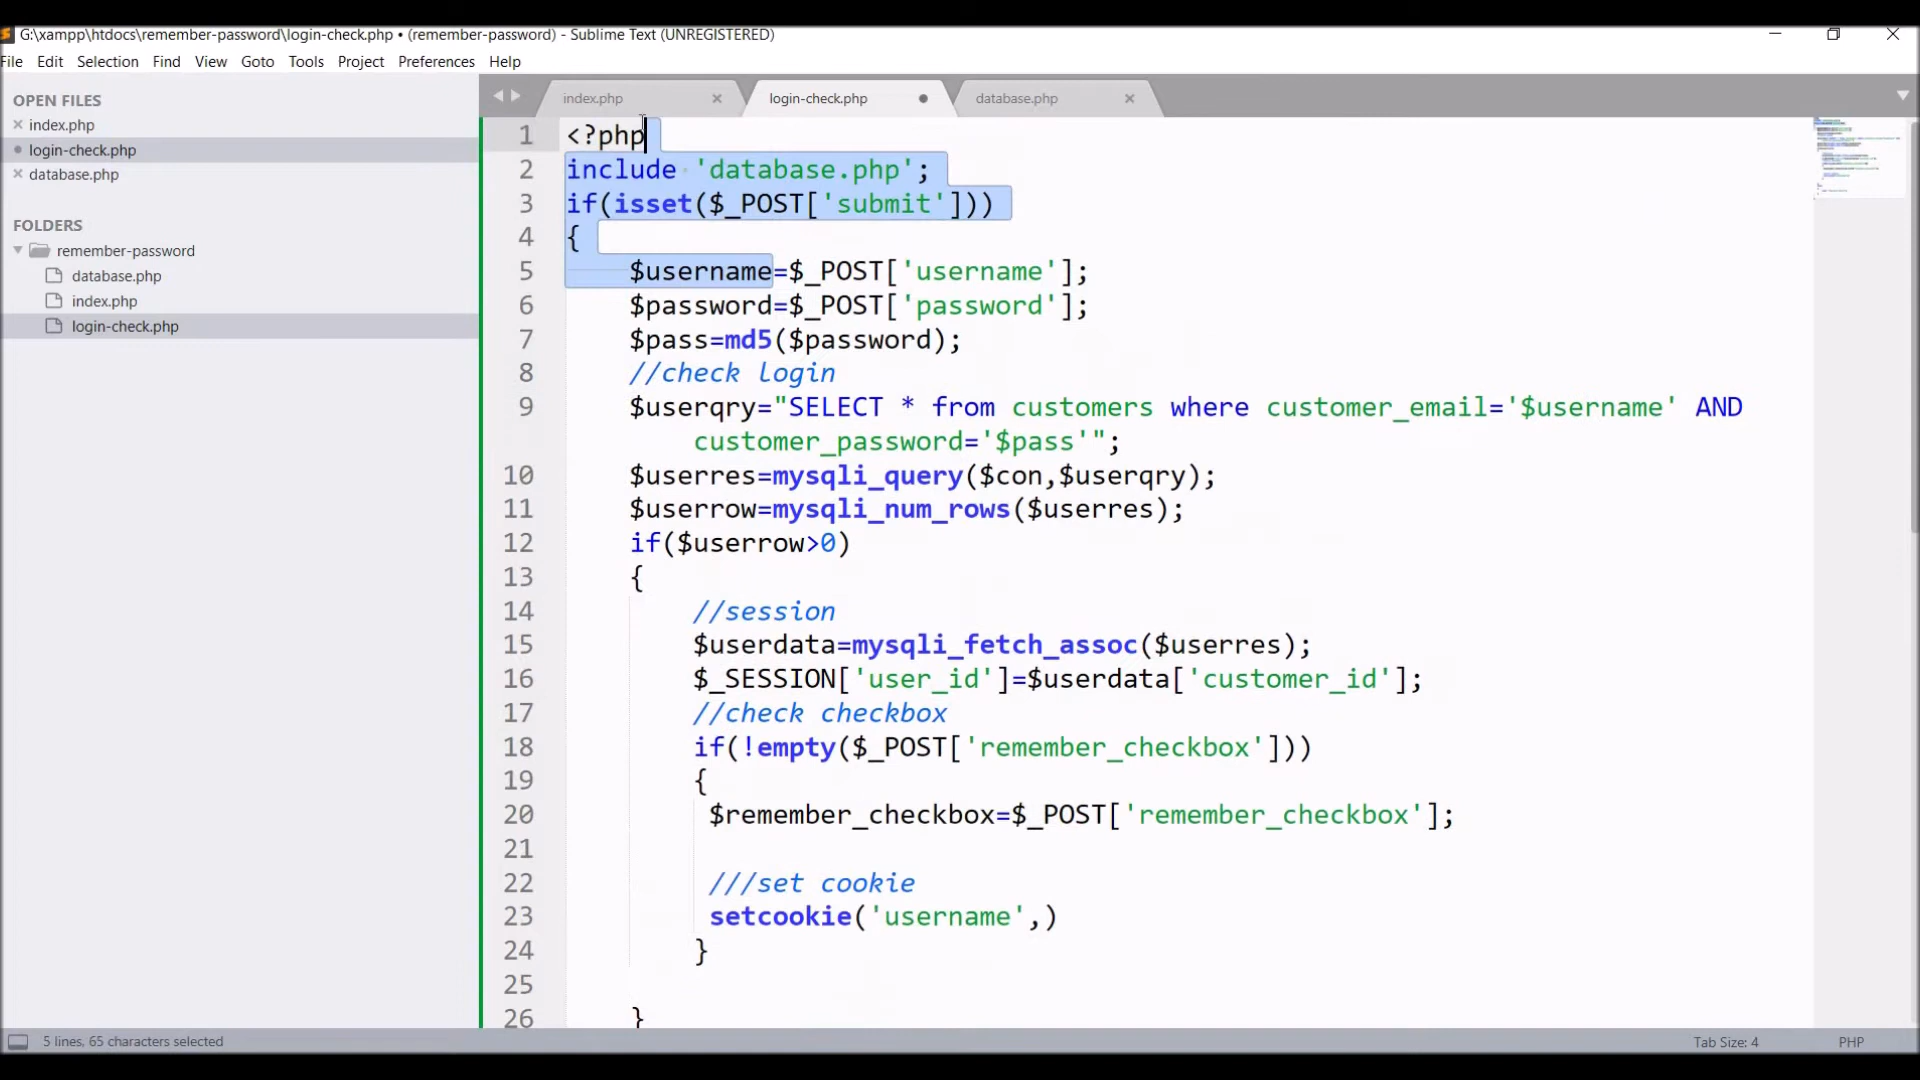 G:\xampp\htdocs\remember-password\login-check.php • (remember-password) - Sublime Text (UNREGISTERED)
File Edit Selection Find View Goto Tools Project Preferences Help
OPEN FILES
index.php
login-check.php
database.php
FOLDERS
remember-password
database.php
index.php
login-check.php
index.php login-check.php database.php
1 <?php
2 include 'database.php';
3 if(isset($_POST['submit']))
4 {
5 $username=$_POST['username'];
6 $password=$_POST['password'];
7 $pass=md5($password);
8 //check login
9 $userqry="SELECT * from customers where customer_email='$username' AND
customer_password='$pass'";
10 $userres=mysqli_query($con,$userqry);
11 $userrow=mysqli_num_rows($userres);
12 if($userrow>0)
13 {
14 //session
15 $userdata=mysqli_fetch_assoc($userres);
16 $_SESSION['user_id']=$userdata['customer_id'];
17 //check checkbox
18 if(!empty($_POST['remember_checkbox']))
19 {
20 $remember_checkbox=$_POST['remember_checkbox'];
21
22 ///set cookie
23 setcookie('username',)
24 }
25
26 }
5 lines, 65 characters selected
Tab Size: 4 PHP